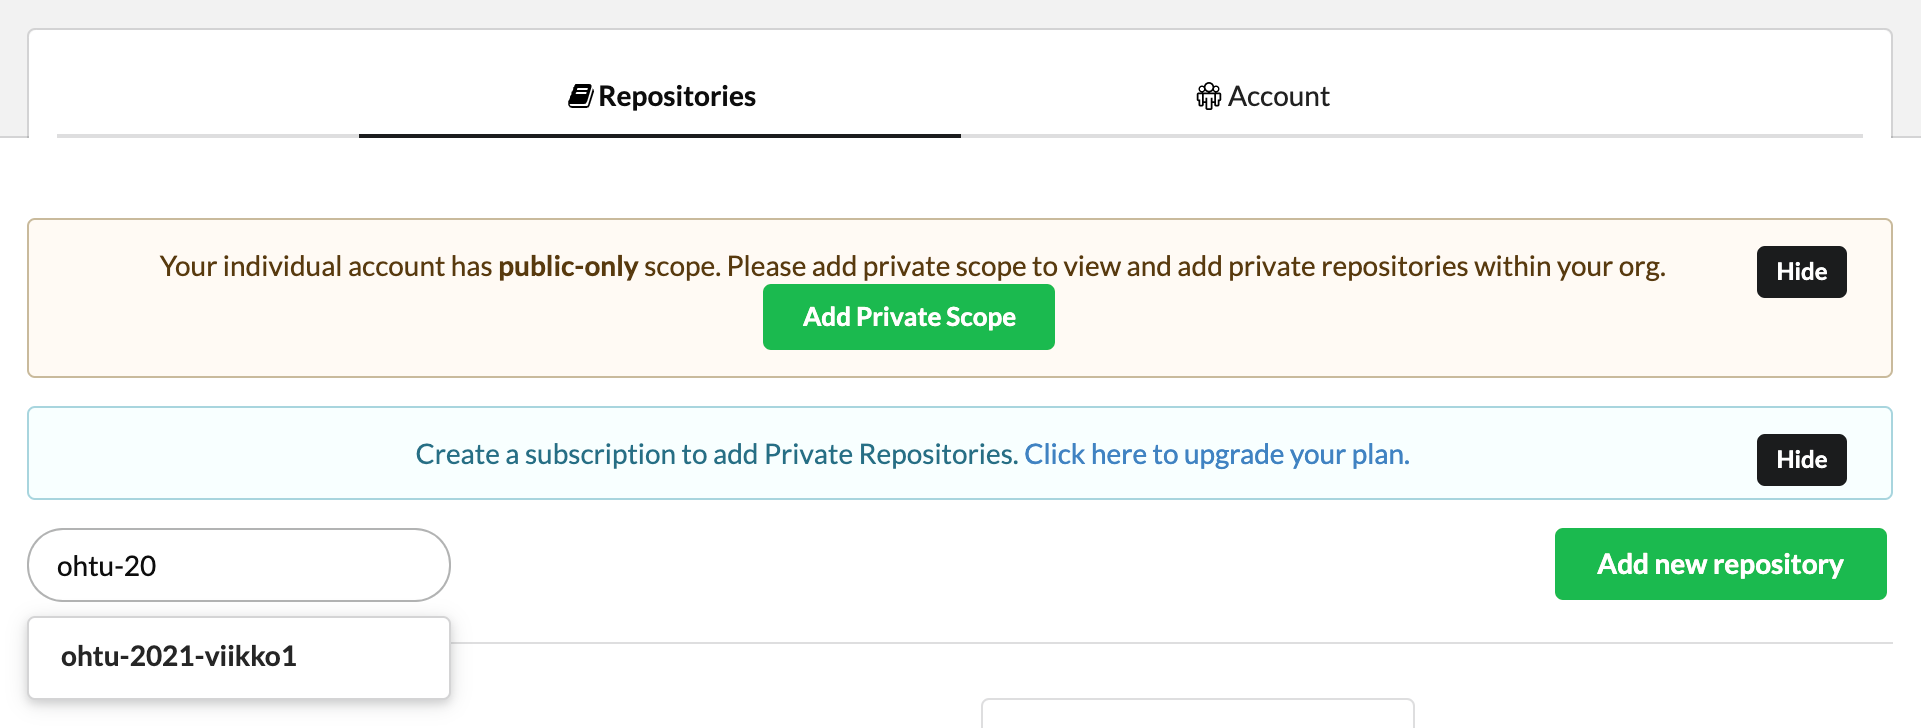 Repositories
Account
Your individual account has public-only scope. Please add private scope to view and add private repositories within your org.
Hide
Add Private Scope
Create a subscription to add Private Repositories. Click here to upgrade your plan.
Hide
ohtu-20
Add new repository
ohtu-2021-viikko1